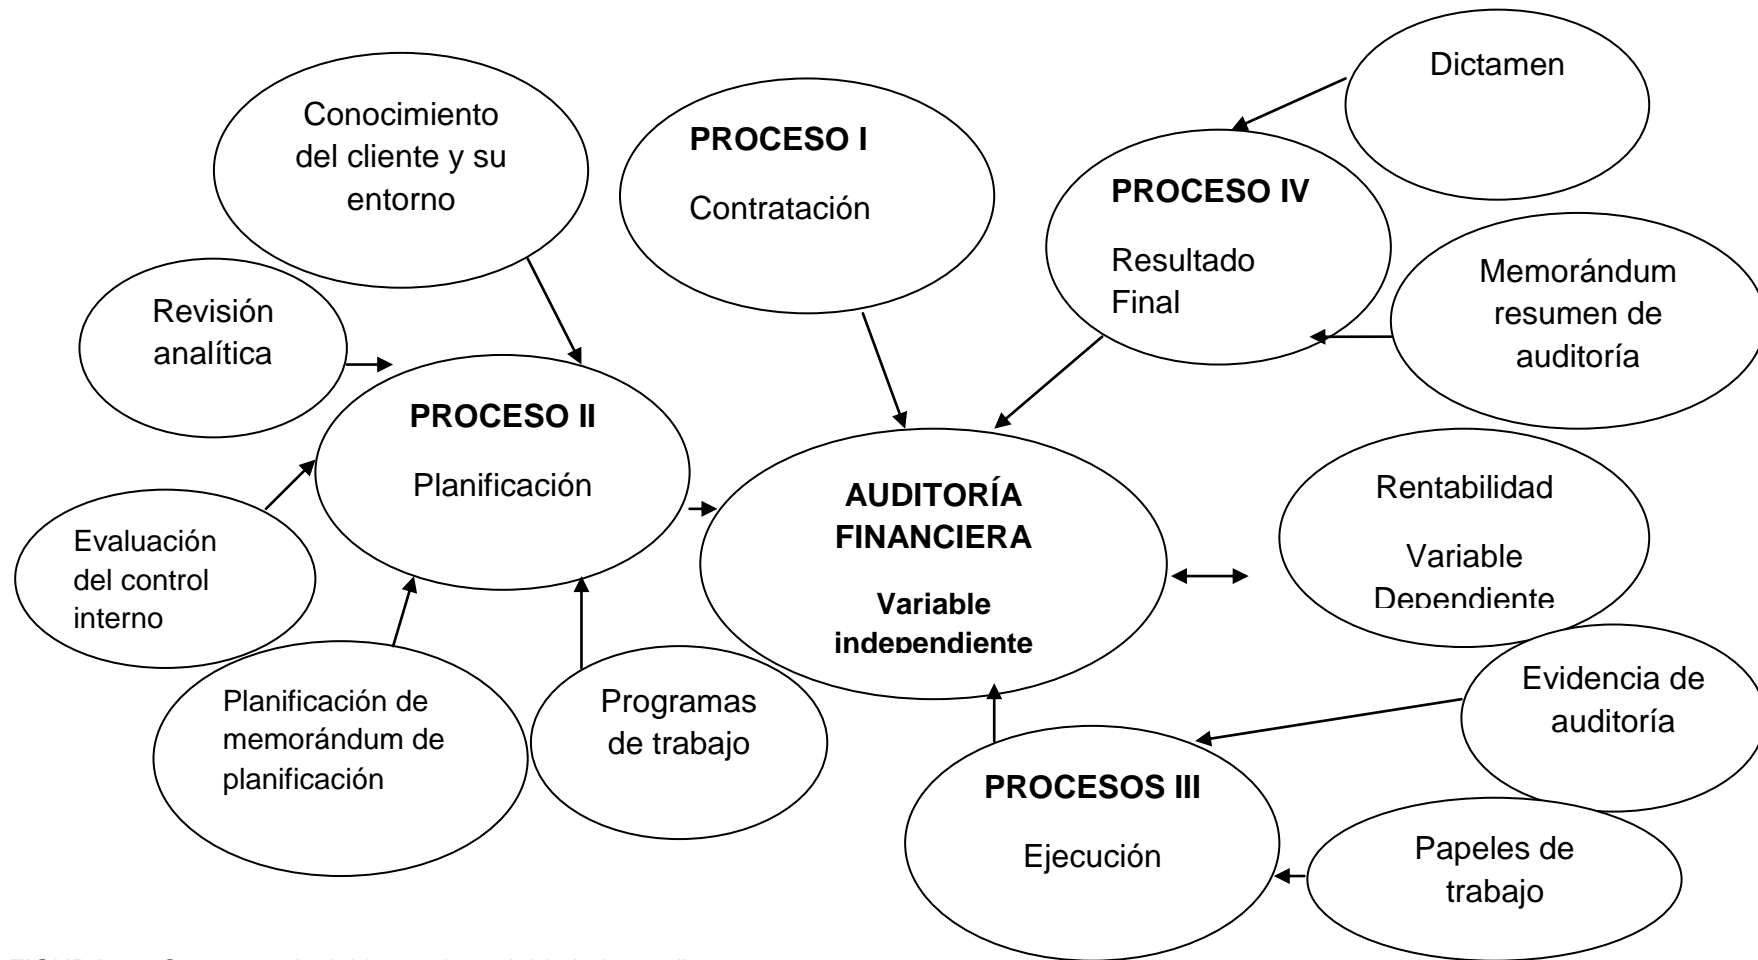 Dictamen
Conocimiento
del cliente y su
entorno
PROCESO I
Contratación
PROCESO IV
Resultado
Final
Memorándum
resumen de
auditoría
Revisión
analítica
PROCESO II
Planificación
AUDITORÍA
FINANCIERA
Variable
independiente
Rentabilidad
Variable
Dependiente
Evaluación
del control
interno
Planificación de
memorándum de
planificación
Programas
de trabajo
Evidencia de
auditoría
PROCESOS III
Ejecución
Papeles de
trabajo